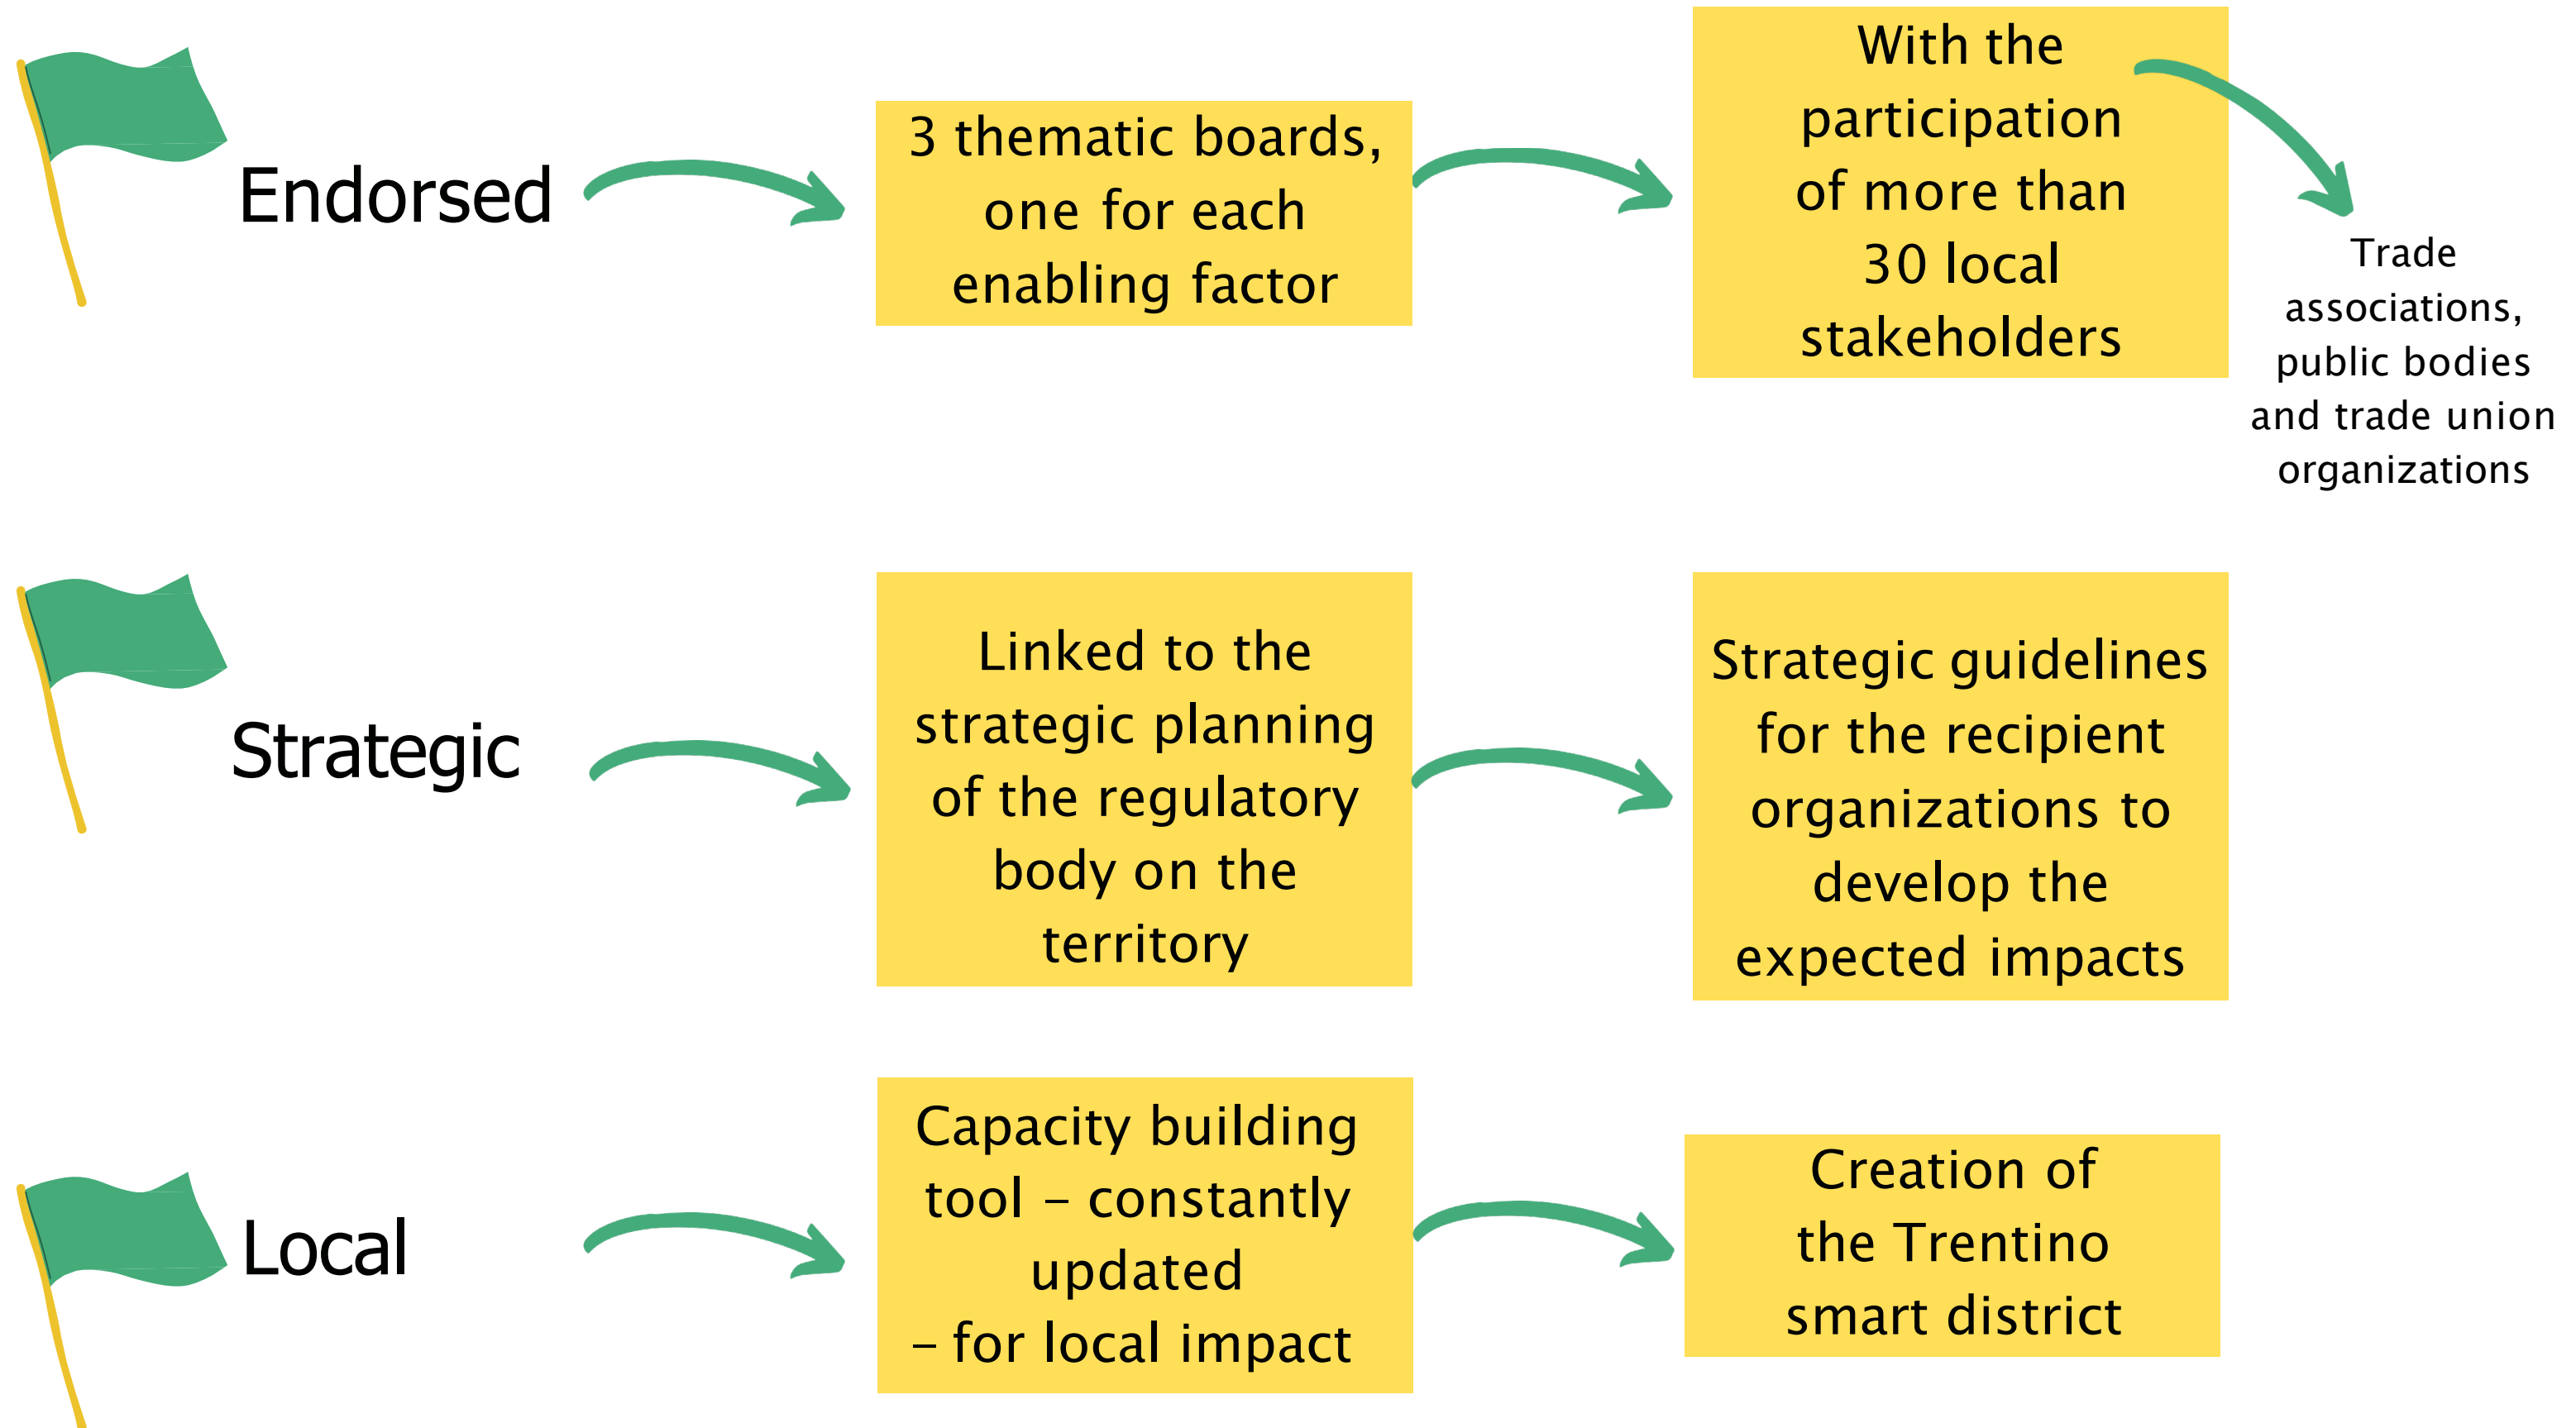 Endorsed
3 thematic boards,
one for each
enabling factor
With the
participation
of more than
30 local
stakeholders
Trade
associations,
public bodies
and trade union
organizations
Strategic
Linked to the
strategic planning
of the regulatory
body on the
territory
Strategic guidelines
for the recipient
organizations to
develop the
expected impacts
Local
Capacity building
tool – constantly
updated
– for local impact
Creation of
the Trentino
smart district